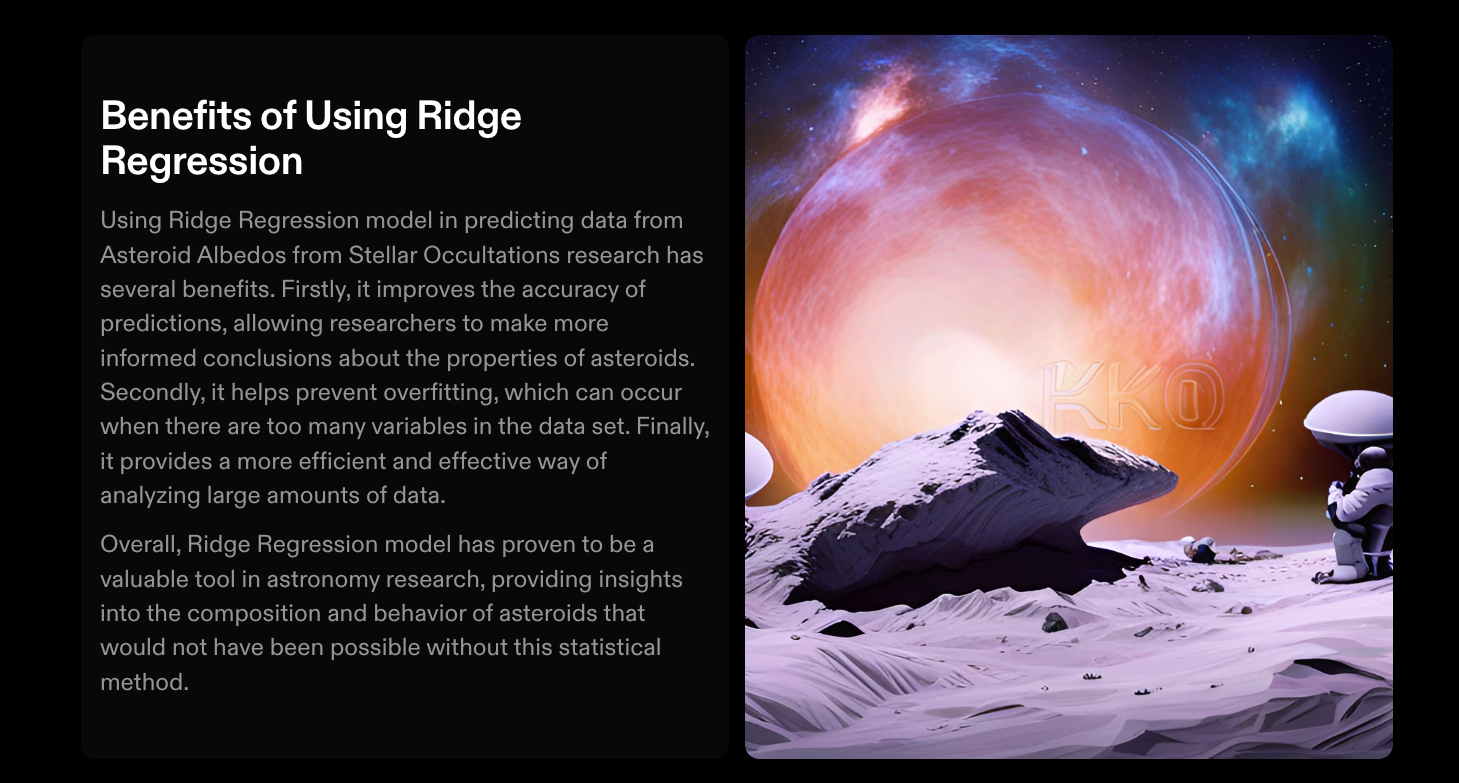 Benefits of Using Ridge
Regression
Using Ridge Regression model in predicting data from
Asteroid Albedos from Stellar Occultations research has
several benefits. Firstly, it improves the accuracy of
predictions, allowing researchers to make more
informed conclusions about the properties of asteroids.
Secondly, it helps prevent overfitting, which can occur
when there are too many variables in the data set. Finally,
it provides a more efficient and effective way of
analyzing large amounts of data.
Overall, Ridge Regression model has proven to be a
valuable tool in astronomy research, providing insights
into the composition and behavior of asteroids that
would not have been possible without this statistical
method.
KKO